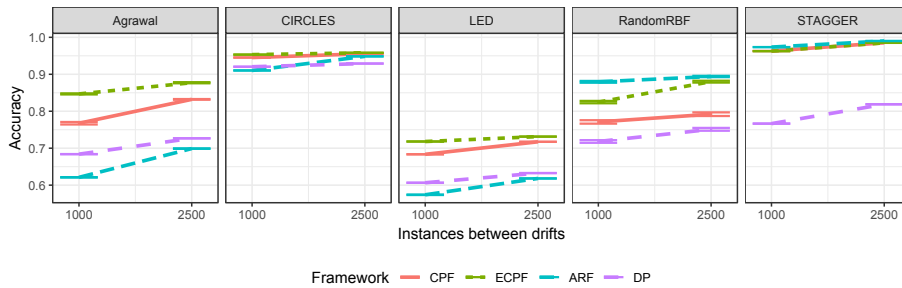 Agrawal CIRCLES LED RandomRBF STAGGER
1.0
0.9
0.8
0.7
0.6
Accuracy
1000 2500 1000 2500 1000 2500 1000 2500 1000 2500
Instances between drifts
Framework CPF ECPF ARF DP